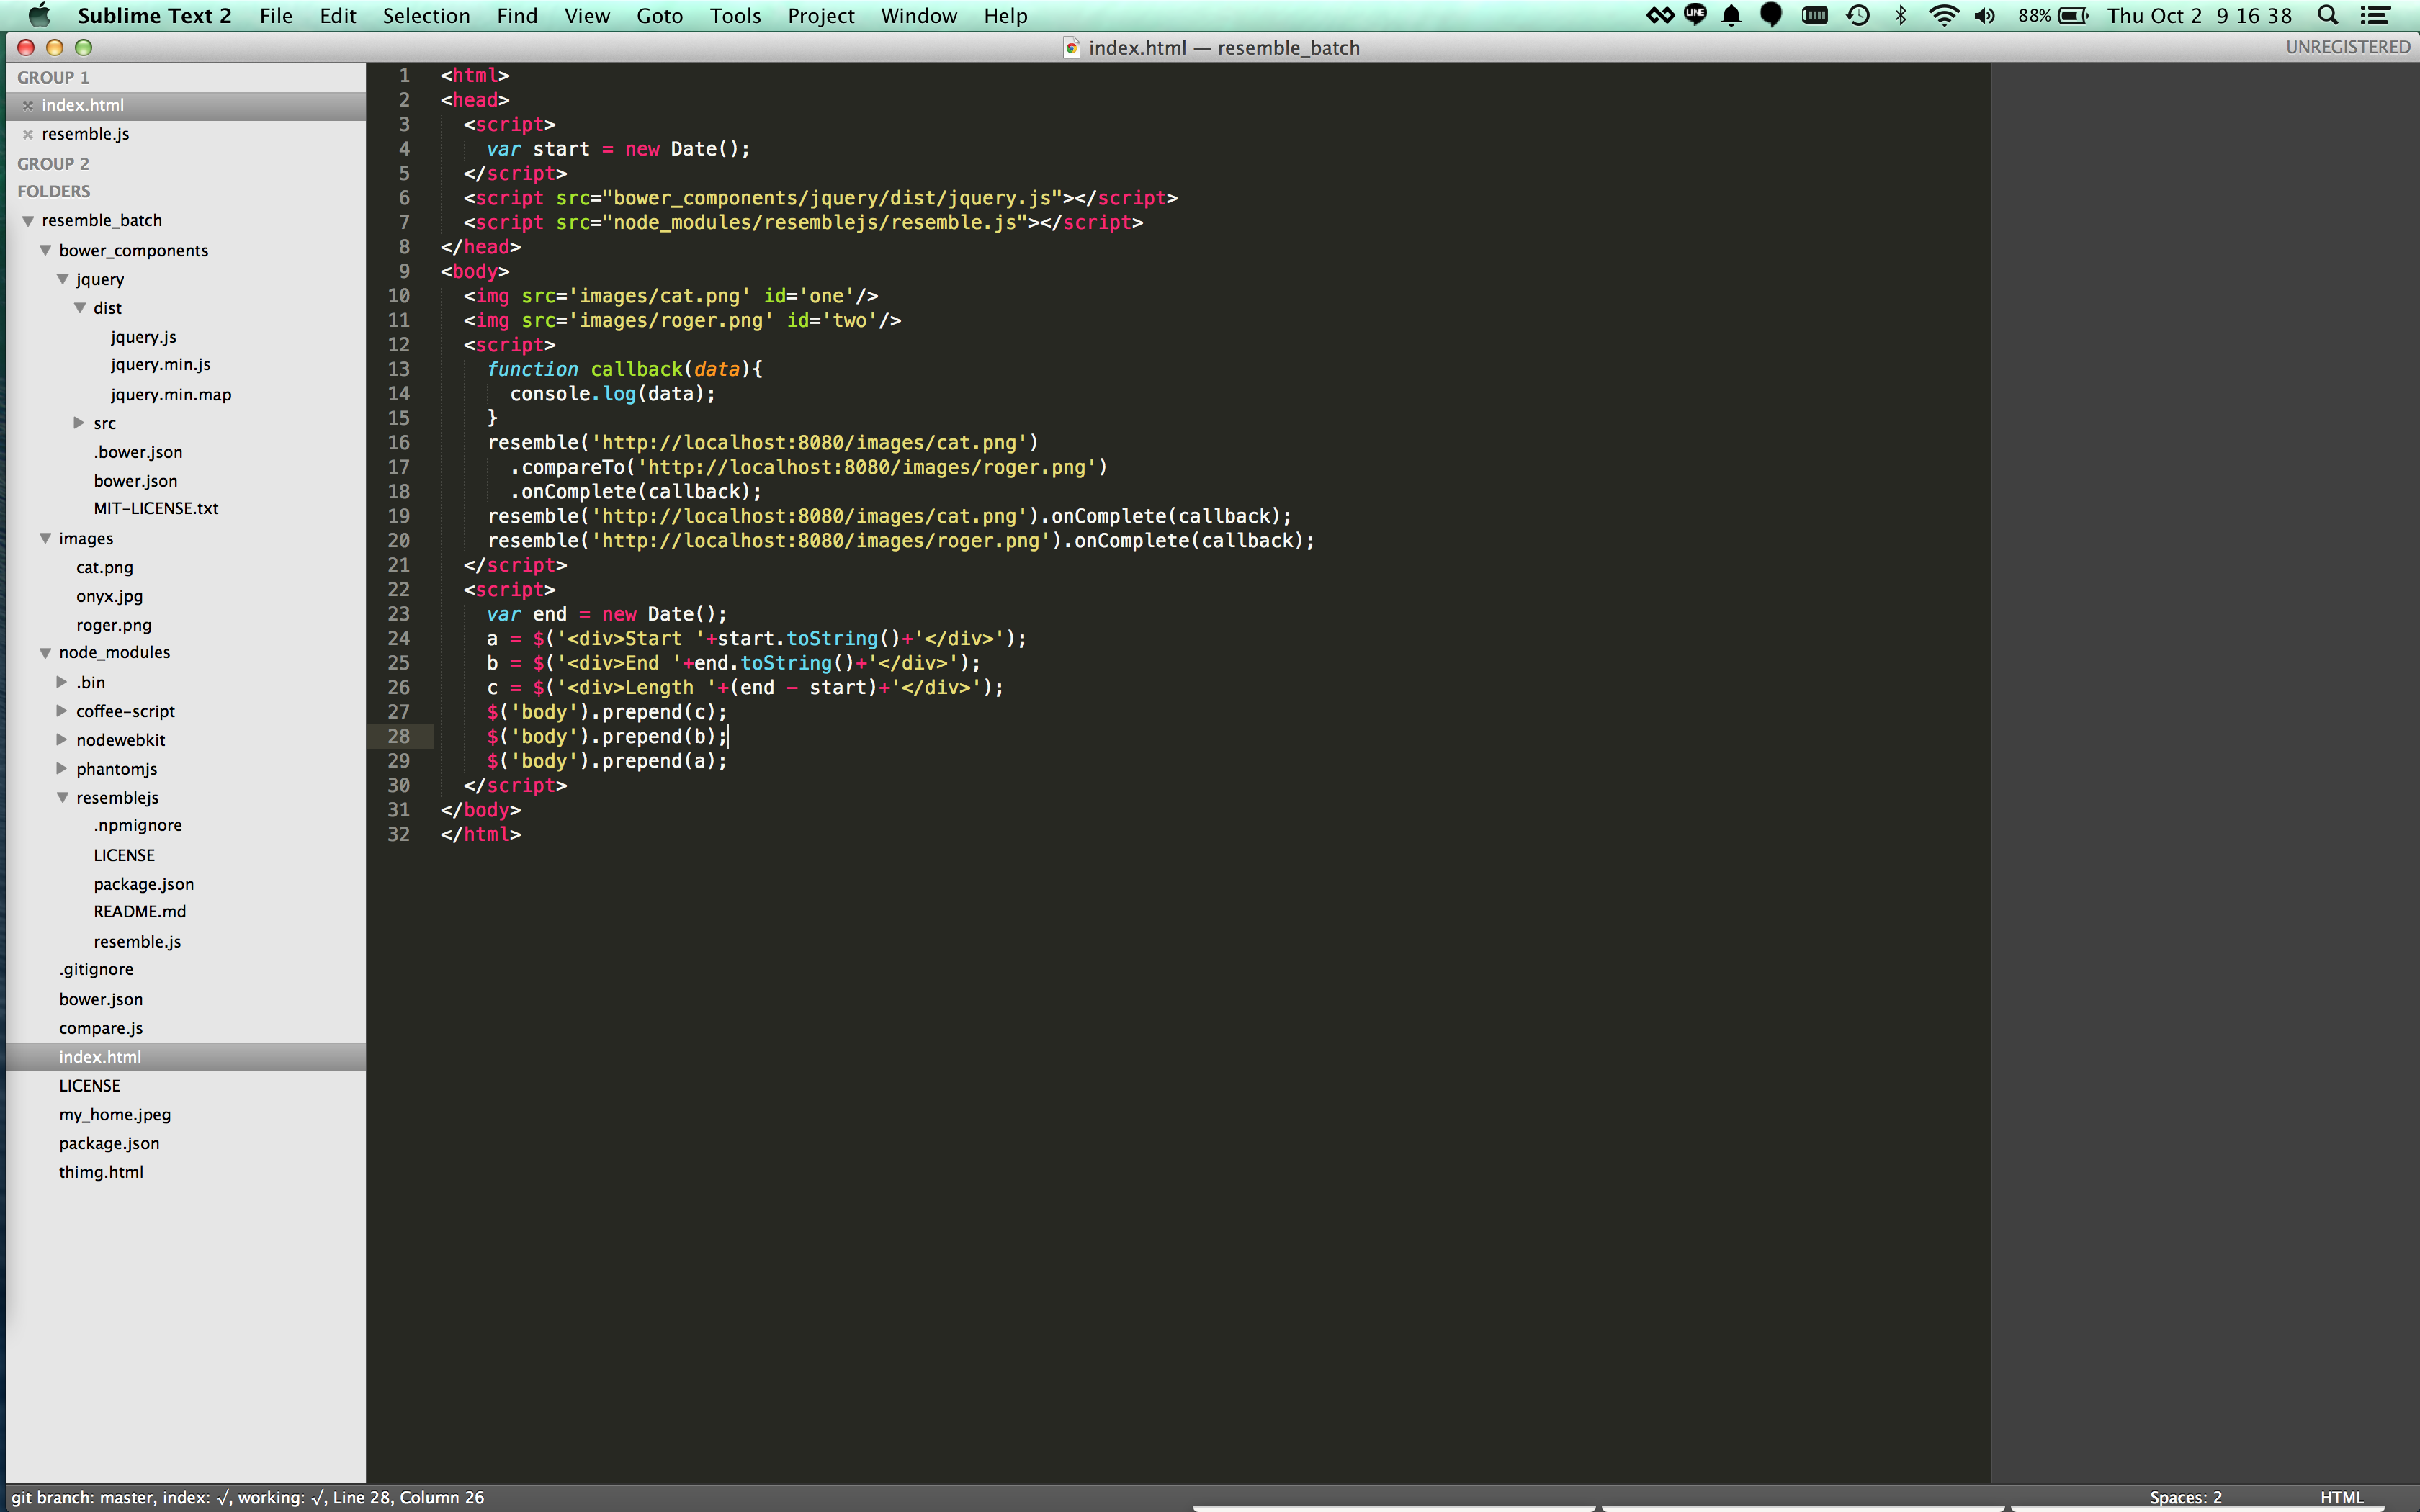 Sublime Text 2 File Edit Selection Find View Goto Tools Project Window Help LINE 88% Thu Oct 2 9 16 38
index.html — resemble_batch UNREGISTERED
GROUP 1
index.html
resemble.js
GROUP 2
FOLDERS
resemble_batch
bower_components
jquery
dist
jquery.js
jquery.min.js
jquery.min.map
src
.bower.json
bower.json
MIT-LICENSE.txt
images
cat.png
onyx.jpg
roger.png
node_modules
.bin
coffee-script
nodewebkit
phantomjs
resemblejs
.npmignore
LICENSE
package.json
README.md
resemble.js
.gitignore
bower.json
compare.js
index.html
LICENSE
my_home.jpeg
package.json
thimg.html
1 <html>
2 <head>
3 <script>
4 var start = new Date();
5 </script>
6 <script src="bower_components/jquery/dist/jquery.js"></script>
7 <script src="node_modules/resemblejs/resemble.js"></script>
8 </head>
9 <body>
10 <img src='images/cat.png' id='one'/>
11 <img src='images/roger.png' id='two'/>
12 <script>
13 function callback(data){
14 console.log(data);
15 }
16 resemble('http://localhost:8080/images/cat.png')
17 .compareTo('http://localhost:8080/images/roger.png')
18 .onComplete(callback);
19 resemble('http://localhost:8080/images/cat.png').onComplete(callback);
20 resemble('http://localhost:8080/images/roger.png').onComplete(callback);
21 </script>
22 <script>
23 var end = new Date();
24 a = $('<div>Start '+start.toString()+'</div>');
25 b = $('<div>End '+end.toString()+'</div>');
26 c = $('<div>Length '+(end - start)+'</div>');
27 $('body').prepend(c);
28 $('body').prepend(b);
29 $('body').prepend(a);
30 </script>
31 </body>
32 </html>
git branch: master, index: √, working: √, Line 28, Column 26 Spaces: 2 HTML